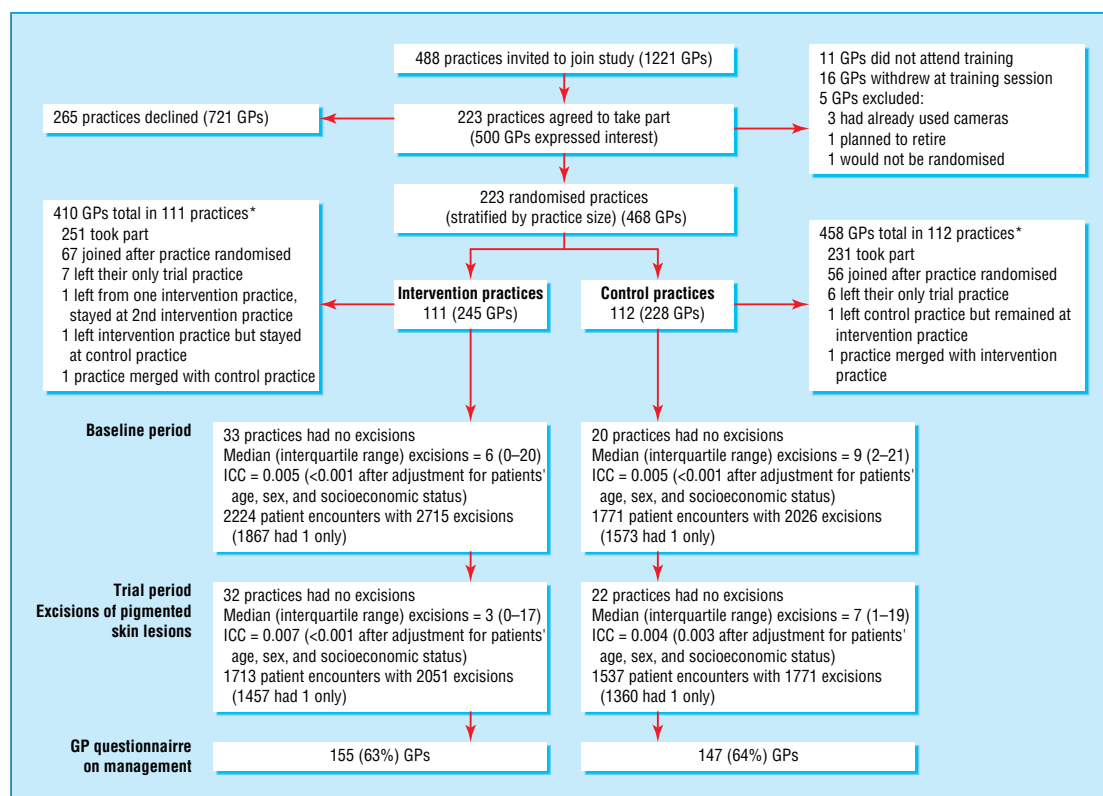 488 practices invited to join study (1221 GPs)
11 GPs did not attend training
16 GPs withdrew at training session
5 GPs excluded:
3 had already used cameras
1 planned to retire
1 would not be randomised
265 practices declined (721 GPs)
223 practices agreed to take part
(500 GPs expressed interest)
223 randomised practices
(stratified by practice size) (468 GPs)
410 GPs total in 111 practices*
251 took part
67 joined after practice randomised
7 left their only trial practice
1 left from one intervention practice,
stayed at 2nd intervention practice
1 left intervention practice but stayed
at control practice
1 practice merged with control practice
Intervention practices
111 (245 GPs)
Control practices
112 (228 GPs)
458 GPs total in 112 practices*
231 took part
56 joined after practice randomised
6 left their only trial practice
1 left control practice but remained at
intervention practice
1 practice merged with intervention
practice
Baseline period
33 practices had no excisions
Median (interquartile range) excisions = 6 (0–20)
ICC = 0.005 (<0.001 after adjustment for patients'
age, sex, and socioeconomic status)
2224 patient encounters with 2715 excisions
(1867 had 1 only)
20 practices had no excisions
Median (interquartile range) excisions = 9 (2–21)
ICC = 0.005 (<0.001 after adjustment for patients'
age, sex, and socioeconomic status)
1771 patient encounters with 2026 excisions
(1573 had 1 only)
Trial period
Excisions of pigmented
skin lesions
32 practices had no excisions
Median (interquartile range) excisions = 3 (0–17)
ICC = 0.007 (<0.001 after adjustment for patients'
age, sex, and socioeconomic status)
1713 patient encounters with 2051 excisions
(1457 had 1 only)
22 practices had no excisions
Median (interquartile range) excisions = 7 (1–19)
ICC = 0.004 (0.003 after adjustment for patients'
age, sex, and socioeconomic status)
1537 patient encounters with 1771 excisions
(1360 had 1 only)
GP questionnairre
on management
155 (63%) GPs
147 (64%) GPs